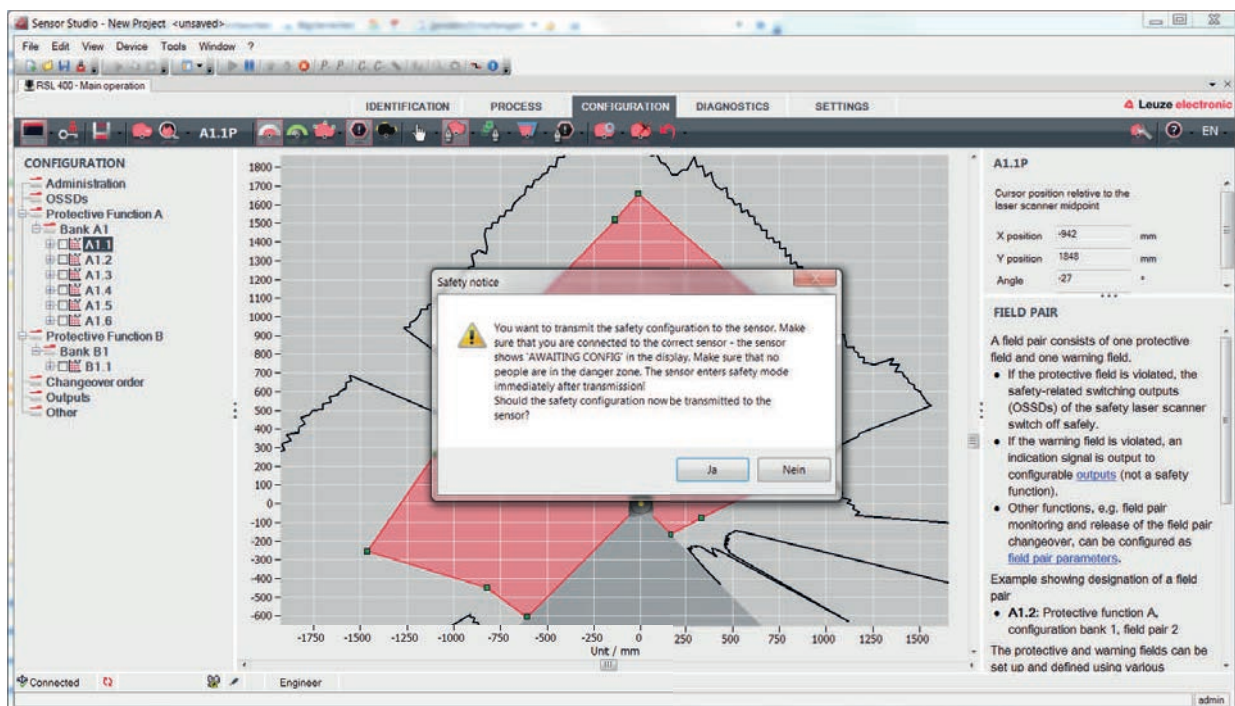 Sensor Studio - New Project <unsaved>
File Edit View Device Tools Window ?
RSL 400 - Main operation
IDENTIFICATION PROCESS CONFIGURATION DIAGNOSTICS SETTINGS
Leuze electronic
A1.1P
EN
CONFIGURATION
Administration
OSSDs
Protective Function A
Bank A1
A1.1
A1.2
A1.3
A1.4
A1.5
A1.6
Protective Function B
Bank B1
B1.1
Changeover order
Outputs
Other
1800
1700
1600
1500
1400
1300
1200
1100
1000
900
800
700
600
500
400
300
200
100
0
-100
-200
-300
-400
-500
-600
-1750 -1500 -1250 -1000 -750 -500 -250 0 250 500 750 1000 1250 1500
Unt / mm
Safety notice
You want to transmit the safety configuration to the sensor. Make
sure that you are connected to the correct sensor - the sensor
shows 'AWAITING CONFIG' in the display. Make sure that no
people are in the danger zone. The sensor enters safety mode
immediately after transmission!
Should the safety configuration now be transmitted to the
sensor?
Ja Nein
A1.1P
Cursor position relative to the
laser scanner midpoint
X position -942 mm
Y position 1848 mm
Angle -27 °
FIELD PAIR
A field pair consists of one protective
field and one warning field.
• If the protective field is violated, the
safety-related switching outputs
(OSSDs) of the safety laser scanner
switch off safely.
• If the warning field is violated, an
indication signal is output to
configurable outputs (not a safety
function).
• Other functions, e.g. field pair
monitoring and release of the field pair
changeover, can be configured as
field pair parameters.
Example showing designation of a field
pair
• A1.2: Protective function A,
configuration bank 1, field pair 2
The protective and warning fields can be
set up and defined using various
Connected Engineer
admin